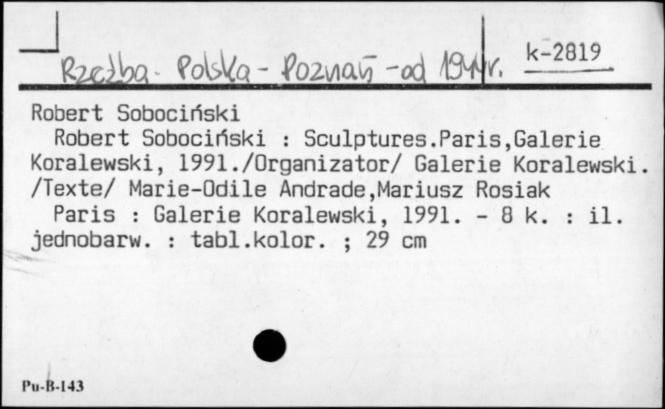 Rzeźba - Polska - Poznań - od 1944r.
k-2819
Robert Sobociński
Robert Sobociński : Sculptures.Paris,Galerie
Koralewski, 1991./Organizator/ Galerie Koralewski.
/Texte/ Marie-Odile Andrade,Mariusz Rosiak
Paris : Galerie Koralewski, 1991. - 8 k. : il.
jednobarw. : tabl.kolor. ; 29 cm
Pu-B-143